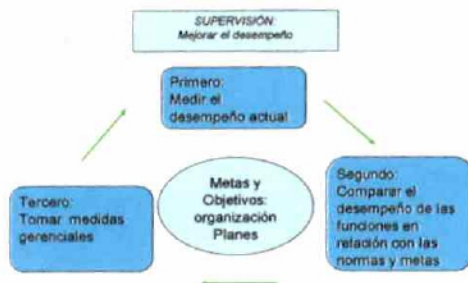 SUPERVISIÓN:
Mejorar el desempeño
Primero:
Medir el
desempeño actual
Segundo:
Comparar el
desempeño de las
funciones en
relación con las
normas y metas
Tercero:
Tomar medidas
gerenciales
Metas y
Objetivos:
organización
Planes